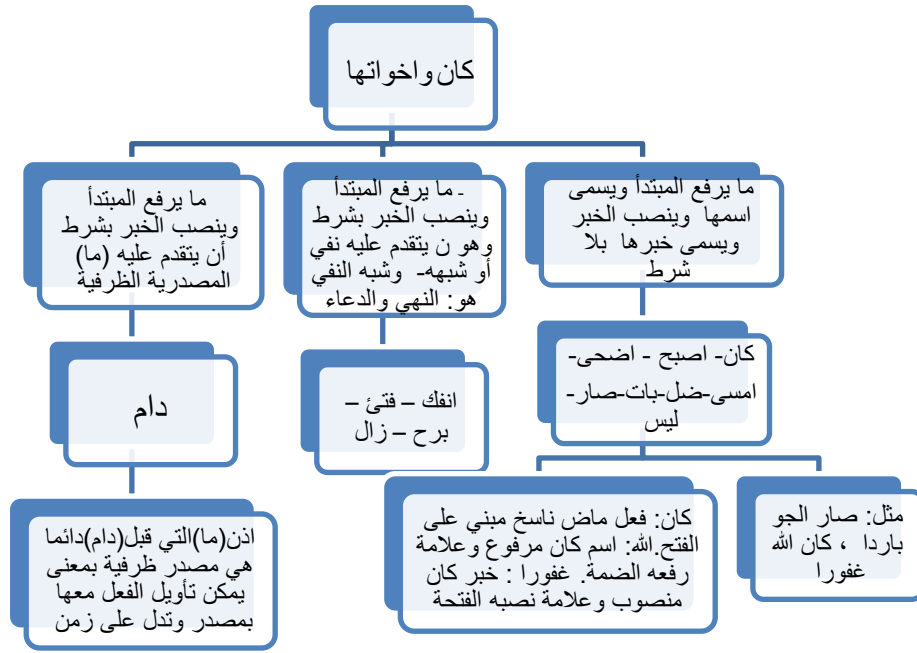 كان واخواتها
ما يرفع المبتدأ ويسمى
اسمها وينصب الخبر
ويسمى خبرها بلا
شرط
- ما يرفع المبتدأ
وينصب الخبر بشرط
وهو ن يتقدم عليه نفي
أو شبهه- وشبه النفي
هو: النهي والدعاء
ما يرفع المبتدأ
وينصب الخبر بشرط
أن يتقدم عليه (ما)
المصدرية الظرفية
كان- اصبح - اضحى-
امسى-ضل-بات-صار-
ليس
انفك – فتئ –
برح – زال
دام
مثل: صار الجو
باردا ، كان الله
غفورا
كان: فعل ماض ناسخ مبني على
الفتح.الله: اسم كان مرفوع وعلامة
رفعه الضمة. غفورا : خبر كان
منصوب وعلامة نصبه الفتحة
اذن(ما)التي قبل(دام)دائما
هي مصدر ظرفية بمعنى
يمكن تأويل الفعل معها
بمصدر وتدل على زمن